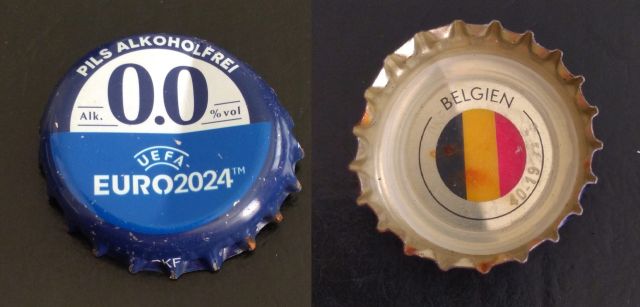 PILS ALKOHOLFREI
0.0
Alk. % vol
UEFA
EURO2024™
BELGIEN